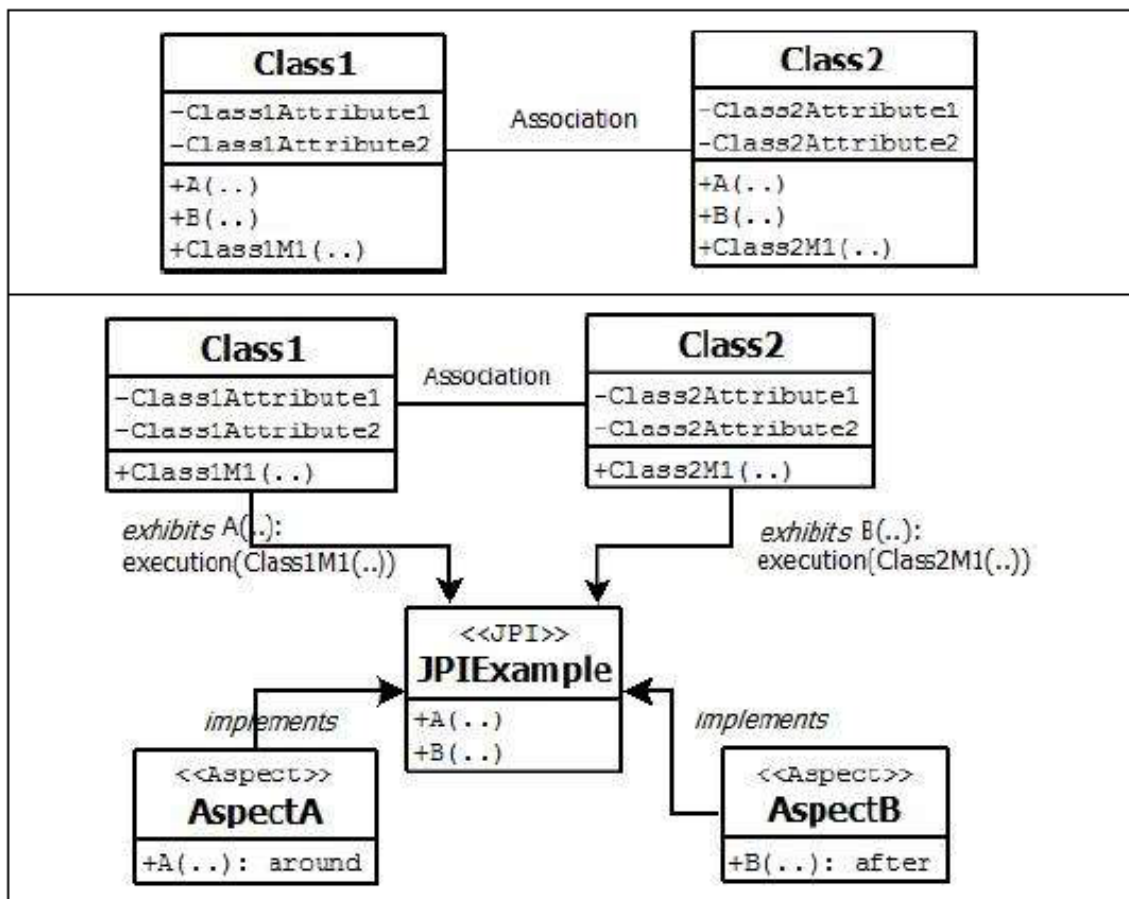 Class1
-Class1Attribute1
-Class1Attribute2
+A(..)
+B(..)
+Class1M1(..)
Association
Class2
-Class2Attribute1
-Class2Attribute2
+A(..)
+B(..)
+Class2M1(..)
Class1
-Class1Attribute1
-Class1Attribute2
+Class1M1(..)
Association
Class2
-Class2Attribute1
-Class2Attribute2
+Class2M1(..)
exhibits A(..):
execution(Class1M1(..))
exhibits B(..):
execution(Class2M1(..))
<<JPI>>
JPIExample
+A(..)
+B(..)
implements
implements
<<Aspect>>
AspectA
+A(..): around
<<Aspect>>
AspectB
+B(..): after